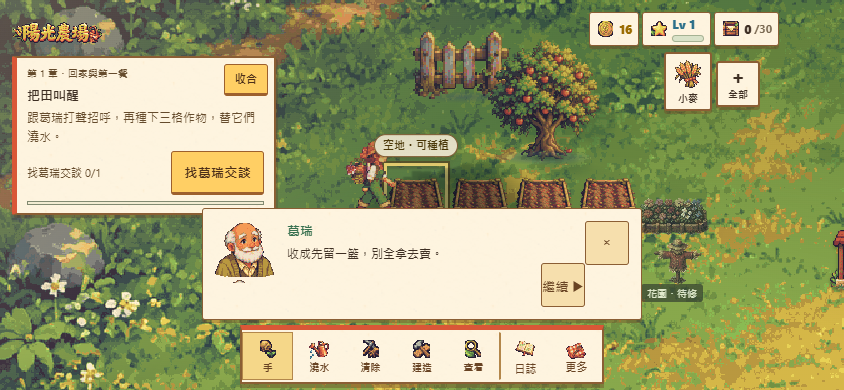 陽光農場
第 1 章．回家與第一餐
收合
把田叫醒
跟葛瑞打聲招呼，再種下三格作物，替它們
澆水。
找葛瑞交談 0/1
找葛瑞交談
16
Lv 1
0 /30
小麥
+
全部
空地．可種植
葛瑞
收成先留一籃，別全拿去賣。
×
繼續 ▶
花園．待修
手
澆水
清除
建造
查看
日誌
更多